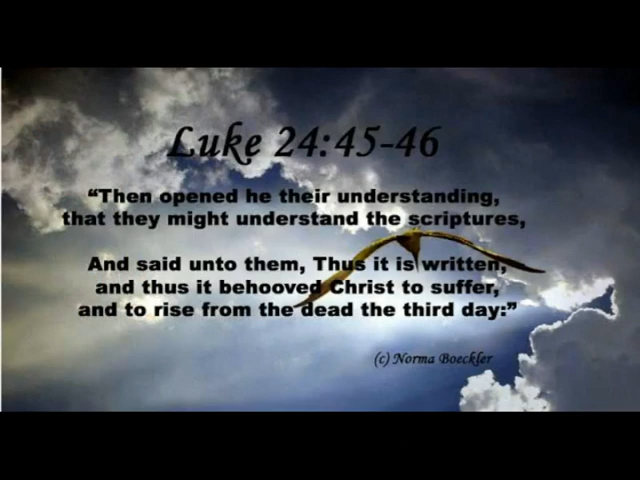 Luke 24:45-46
“Then opened he their understanding,
that they might understand the scriptures,
And said unto them, Thus it is written,
and thus it behooved Christ to suffer,
and to rise from the dead the third day:”
(c) Norma Boeckler